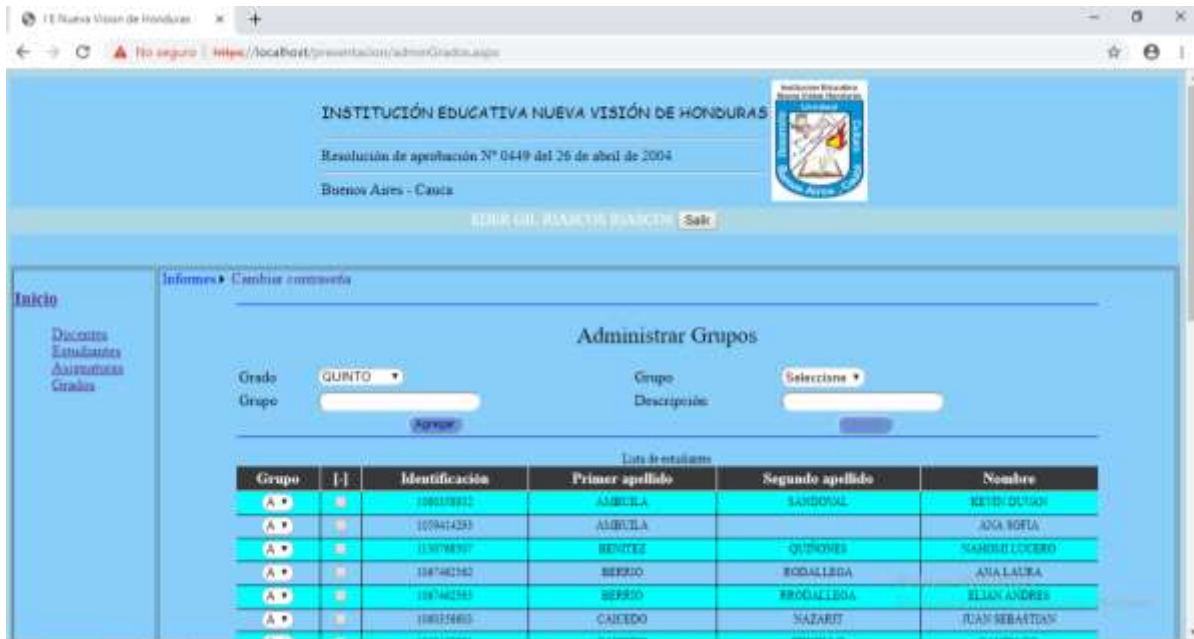 I E Nueva Vision de Honduras
No seguro | https://localhost/presentacion/adminGrados.aspx
INSTITUCIÓN EDUCATIVA NUEVA VISIÓN DE HONDURAS
Resolución de aprobación N° 0449 del 26 de abril de 2004
Buenos Aires - Cauca
EDER GIL RIASCOS RIASCOS Salir
Informes Cambiar contraseña
Inicio
Docentes
Estudiantes
Asignaturas
Grados
Administrar Grupos
Grado QUINTO Grupo Seleccione
Grupo Descripción
Agregar
Lista de estudiantes
Grupo [-] Identificación Primer apellido Segundo apellido Nombre
A AMBUILA SANDOVAL KEVIN DUVAN
A 1059414293 AMBUILA ANA SOFIA
A BENITEZ QUIÑONES LUCERO
A 1087462562 BERRIO RODALLEGA ANA LAURA
A BERRIO RRODALLEGA ELIAN ANDRES
A CAICEDO NAZARIT JUAN SEBASTIAN